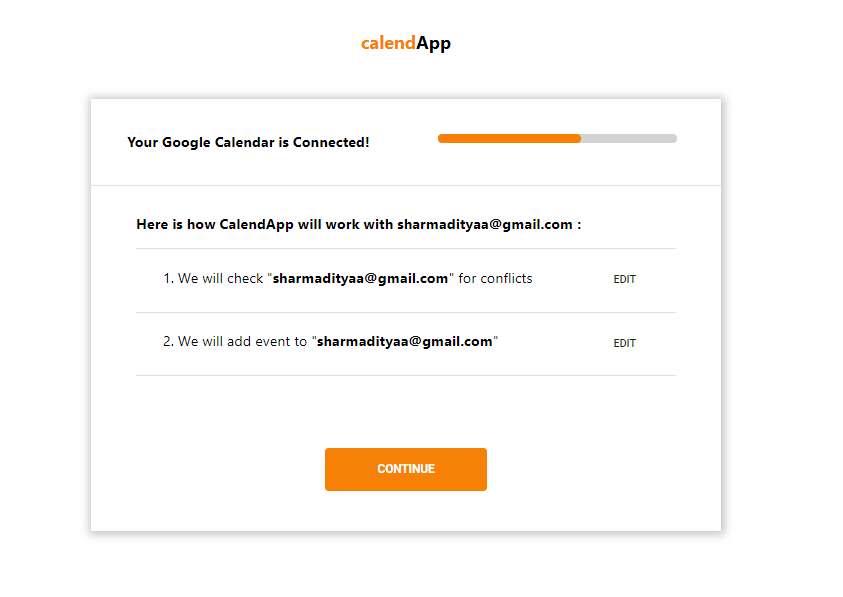 calendApp
Your Google Calendar is Connected!
Here is how CalendApp will work with sharmadityaa@gmail.com :
1. We will check "sharmadityaa@gmail.com" for conflicts
EDIT
2. We will add event to "sharmadityaa@gmail.com"
EDIT
CONTINUE